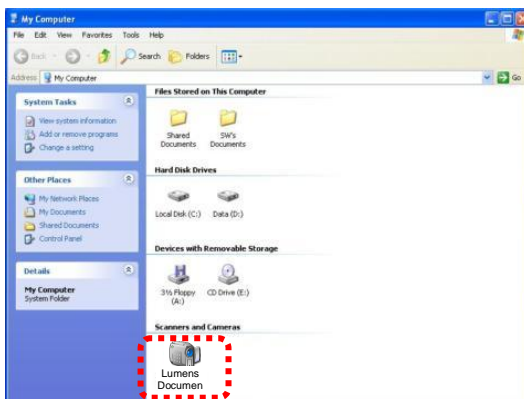 My Computer
File Edit View Favorites Tools Help
Back Search Folders
Address My Computer Go
System Tasks
View system information
Add or remove programs
Change a setting
Other Places
My Network Places
My Documents
Shared Documents
Control Panel
Details
My Computer
System Folder
Files Stored on This Computer
Shared Documents
SW's Documents
Hard Disk Drives
Local Disk (C:) Data (D:)
Devices with Removable Storage
3½ Floppy (A:)
CD Drive (E:)
Scanners and Cameras
Lumens
Documen